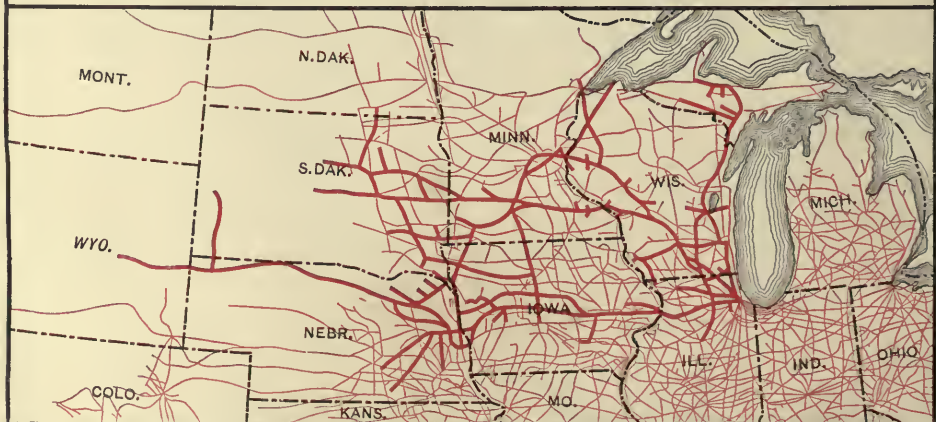 N.DAK.
MONT.
MINN.
S.DAK.
WIS.
MICH.
WYO.
IOWA
NEBR.
ILL.
IND.
OHIO
COLO.
KANS.
MO.